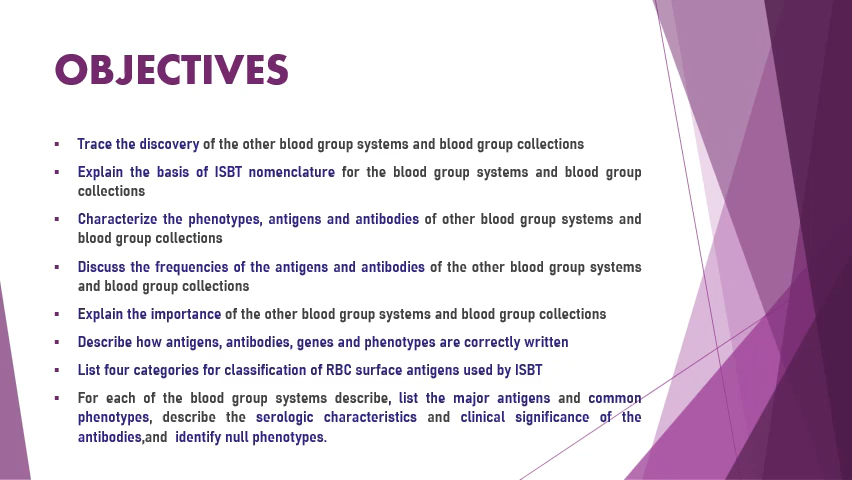 OBJECTIVES
▪ Trace the discovery of the other blood group systems and blood group collections
▪ Explain the basis of ISBT nomenclature for the blood group systems and blood group
collections
▪ Characterize the phenotypes, antigens and antibodies of other blood group systems and
blood group collections
▪ Discuss the frequencies of the antigens and antibodies of the other blood group systems
and blood group collections
▪ Explain the importance of the other blood group systems and blood group collections
▪ Describe how antigens, antibodies, genes and phenotypes are correctly written
▪ List four categories for classification of RBC surface antigens used by ISBT
▪ For each of the blood group systems describe, list the major antigens and common
phenotypes, describe the serologic characteristics and clinical significance of the
antibodies,and identify null phenotypes.